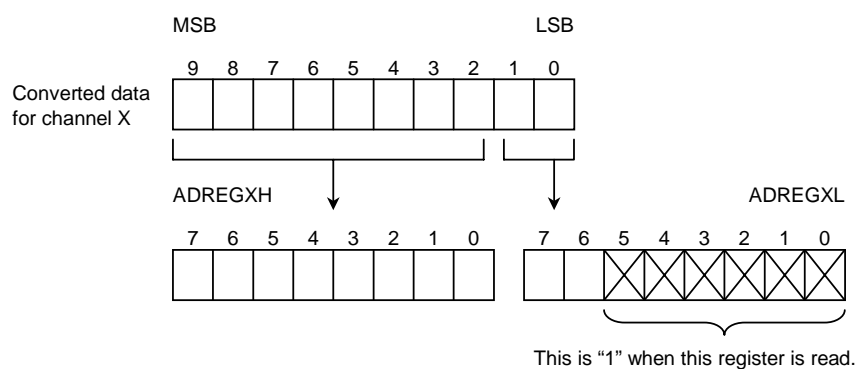 MSB LSB
9 8 7 6 5 4 3 2 1 0
Converted data
for channel X
ADREGXH ADREGXL
7 6 5 4 3 2 1 0 7 6 5 4 3 2 1 0
This is “1” when this register is read.